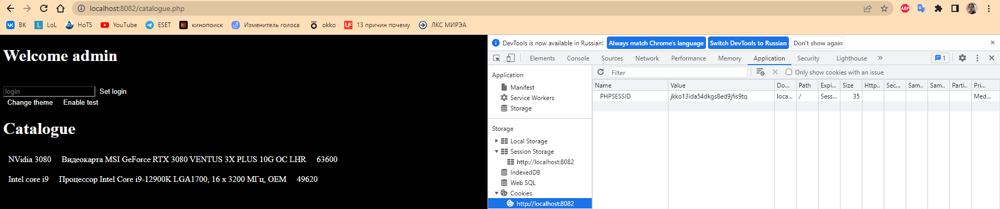 localhost:8082/catalogue.php
ABP
ВК LoL HoTS YouTube ESET кинопоиск Изменитель голоса okko 13 причин почему ЛКС МИРЭА
Welcome admin
login Set login
Change theme Enable test
Catalogue
NVidia 3080 Видеокарта MSI GeForce RTX 3080 VENTUS 3X PLUS 10G OC LHR 63600
Intel core i9 Процессор Intel Core i9-12900K LGA1700, 16 x 3200 МГц, OEM 49620
DevTools is now available in Russian! Always match Chrome's language Switch DevTools to Russian Don't show again
Elements Console Sources Network Performance Memory Application Security Lighthouse » 1
Application
Manifest
Service Workers
Storage
Storage
Local Storage
Session Storage
http://localhost:8082
IndexedDB
Web SQL
Cookies
http://localhost:8082
Filter Only show cookies with an issue
Name Value Do... Path Expi... Size Http.. Sec... Sam.. Sam.. Parti.. Pri...
PHPSESSID jkko13ida54dkgs8ed9jfis9tq loca... / Sess... 35 Med...